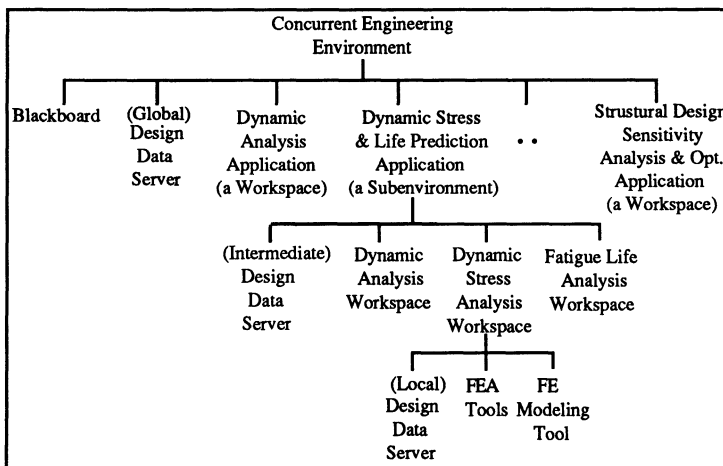 Concurrent Engineering
Environment
Blackboard
(Global)
Design
Data
Server
Dynamic
Analysis
Application
(a Workspace)
Dynamic Stress
& Life Prediction
Application
(a Subenvironment)
• •
Strustural Design
Sensitivity
Analysis & Opt.
Application
(a Workspace)
(Intermediate)
Design
Data
Server
Dynamic
Analysis
Workspace
Dynamic
Stress
Analysis
Workspace
Fatigue Life
Analysis
Workspace
(Local)
Design
Data
Server
FEA
Tools
FE
Modeling
Tool